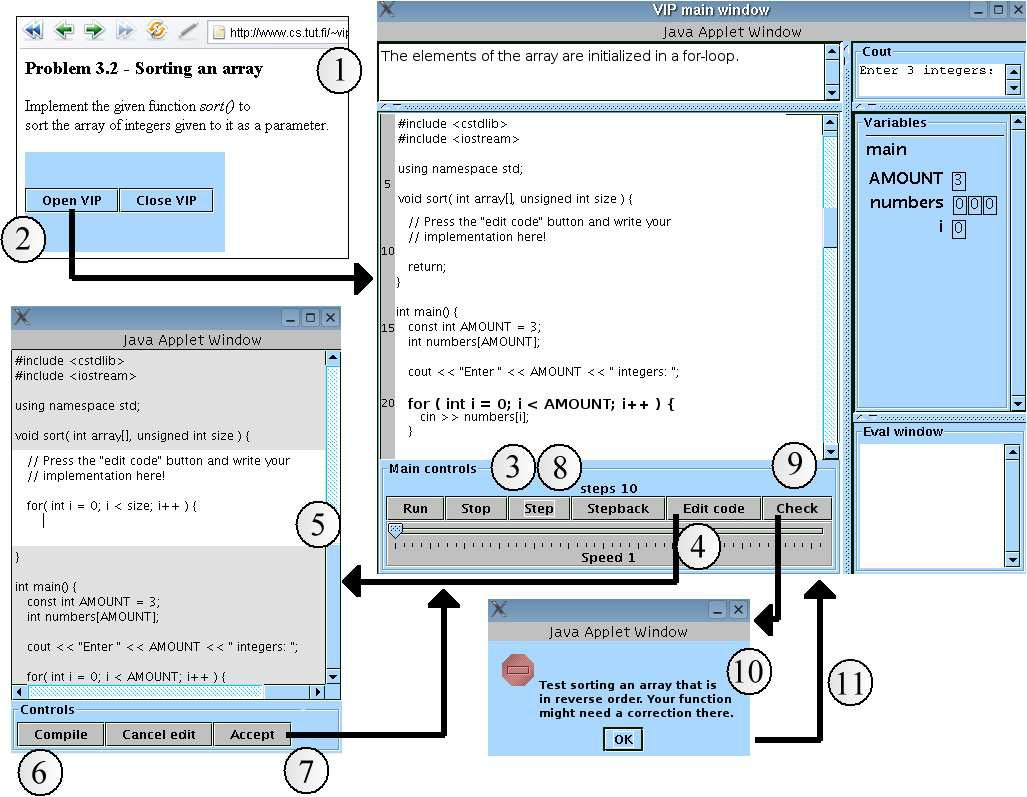 http://www.cs.tut.fi/~vip
Problem 3.2 - Sorting an array
1
Implement the given function sort() to
sort the array of integers given to it as a parameter.
Open VIP
Close VIP
2
VIP main window
Java Applet Window
The elements of the array are initialized in a for-loop.
Cout
Enter 3 integers:
Variables
main
AMOUNT 3
numbers 0 0 0
i 0
#include <cstdlib>
#include <iostream>
using namespace std;
5
void sort( int array[], unsigned int size ) {
// Press the "edit code" button and write your
// implementation here!
10
return;
}
int main() {
15 const int AMOUNT = 3;
int numbers[AMOUNT];
cout << "Enter " << AMOUNT << " integers: ";
20 for ( int i = 0; i < AMOUNT; i++ ) {
cin >> numbers[i];
}
Eval window
Main controls
3
8
9
steps 10
Run
Stop
Step
Stepback
Edit code
Check
4
Speed 1
Java Applet Window
#include <cstdlib>
#include <iostream>
using namespace std;
void sort( int array[], unsigned int size ) {
// Press the "edit code" button and write your
// implementation here!
for( int i = 0; i < size; i++ ) {
5
}
int main() {
const int AMOUNT = 3;
int numbers[AMOUNT];
cout << "Enter " << AMOUNT << " integers: ";
for( int i = 0; i < AMOUNT; i++ ) {
Controls
Compile
Cancel edit
Accept
6
7
Java Applet Window
10
Test sorting an array that is
in reverse order. Your function
might need a correction there.
OK
11